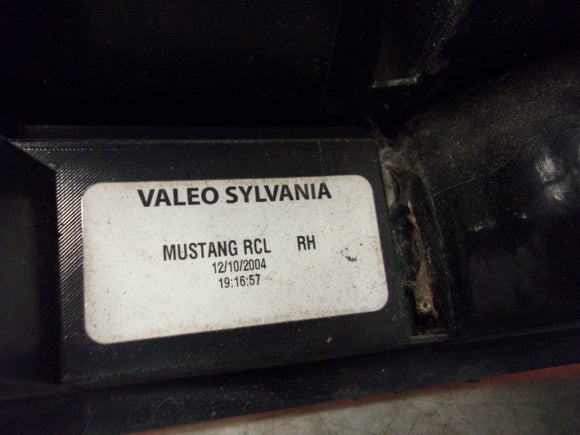 VALEO SYLVANIA
MUSTANG RCL RH
12/10/2004
19:16:57